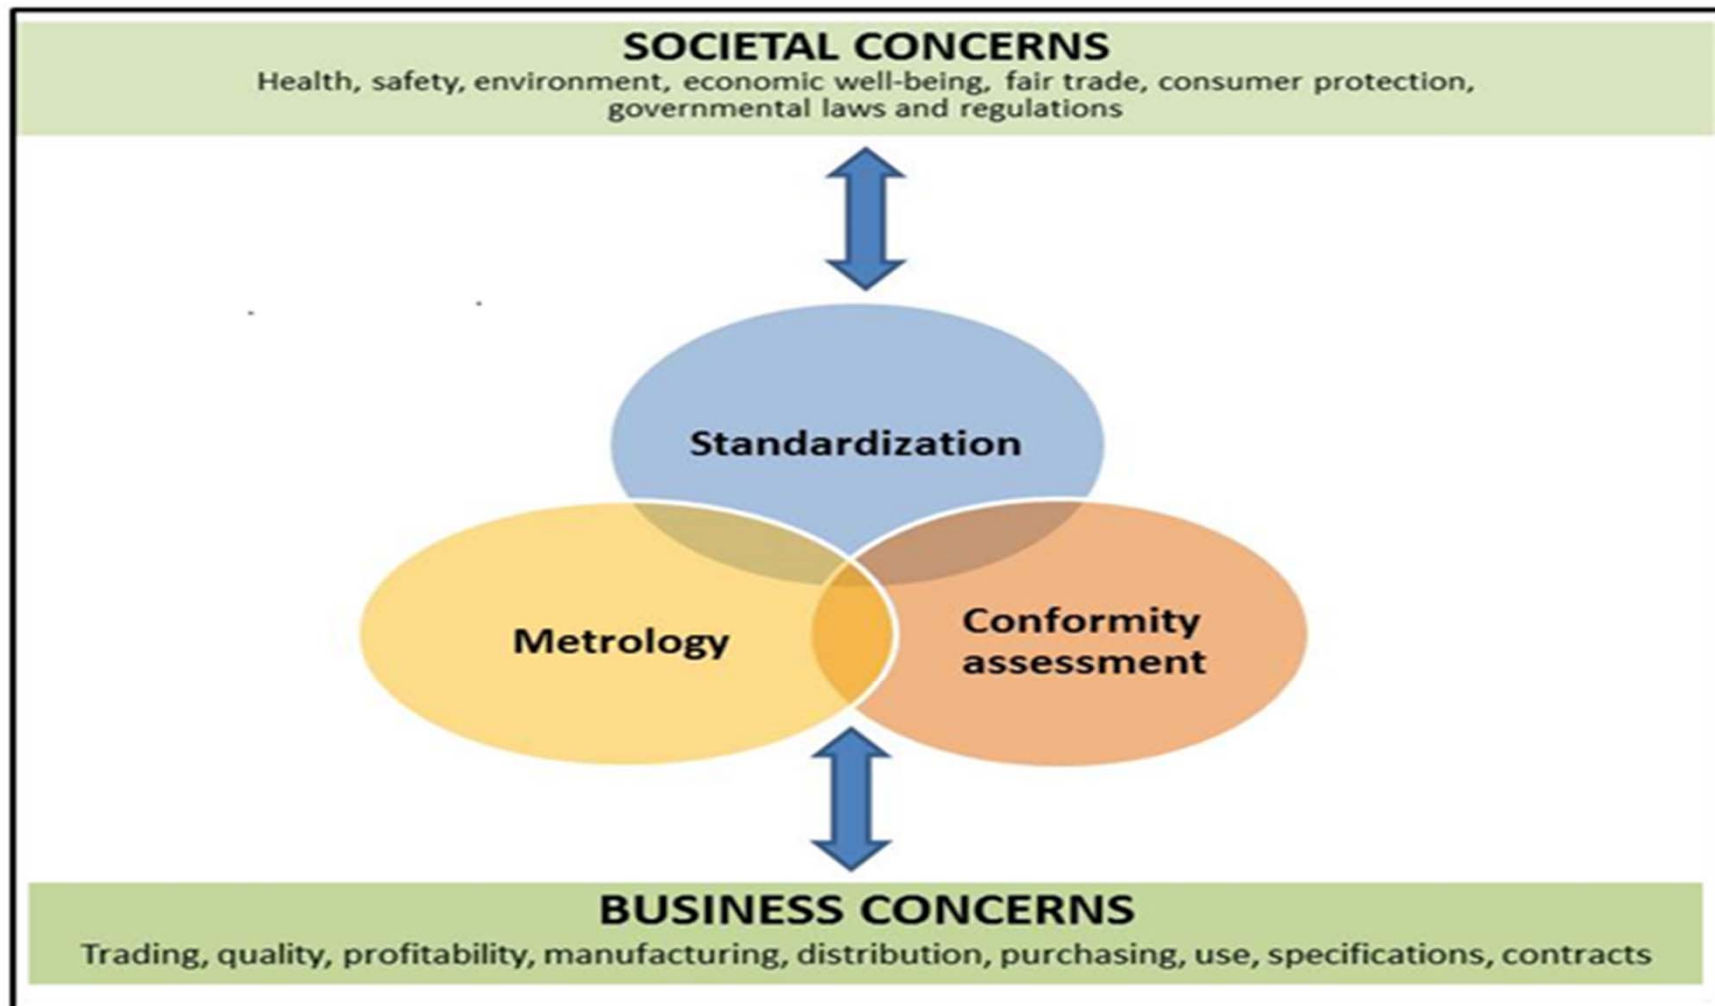 SOCIETAL CONCERNS
Health, safety, environment, economic well-being, fair trade, consumer protection,
governmental laws and regulations
Standardization
Metrology
Conformity
assessment
BUSINESS CONCERNS
Trading, quality, profitability, manufacturing, distribution, purchasing, use, specifications, contracts